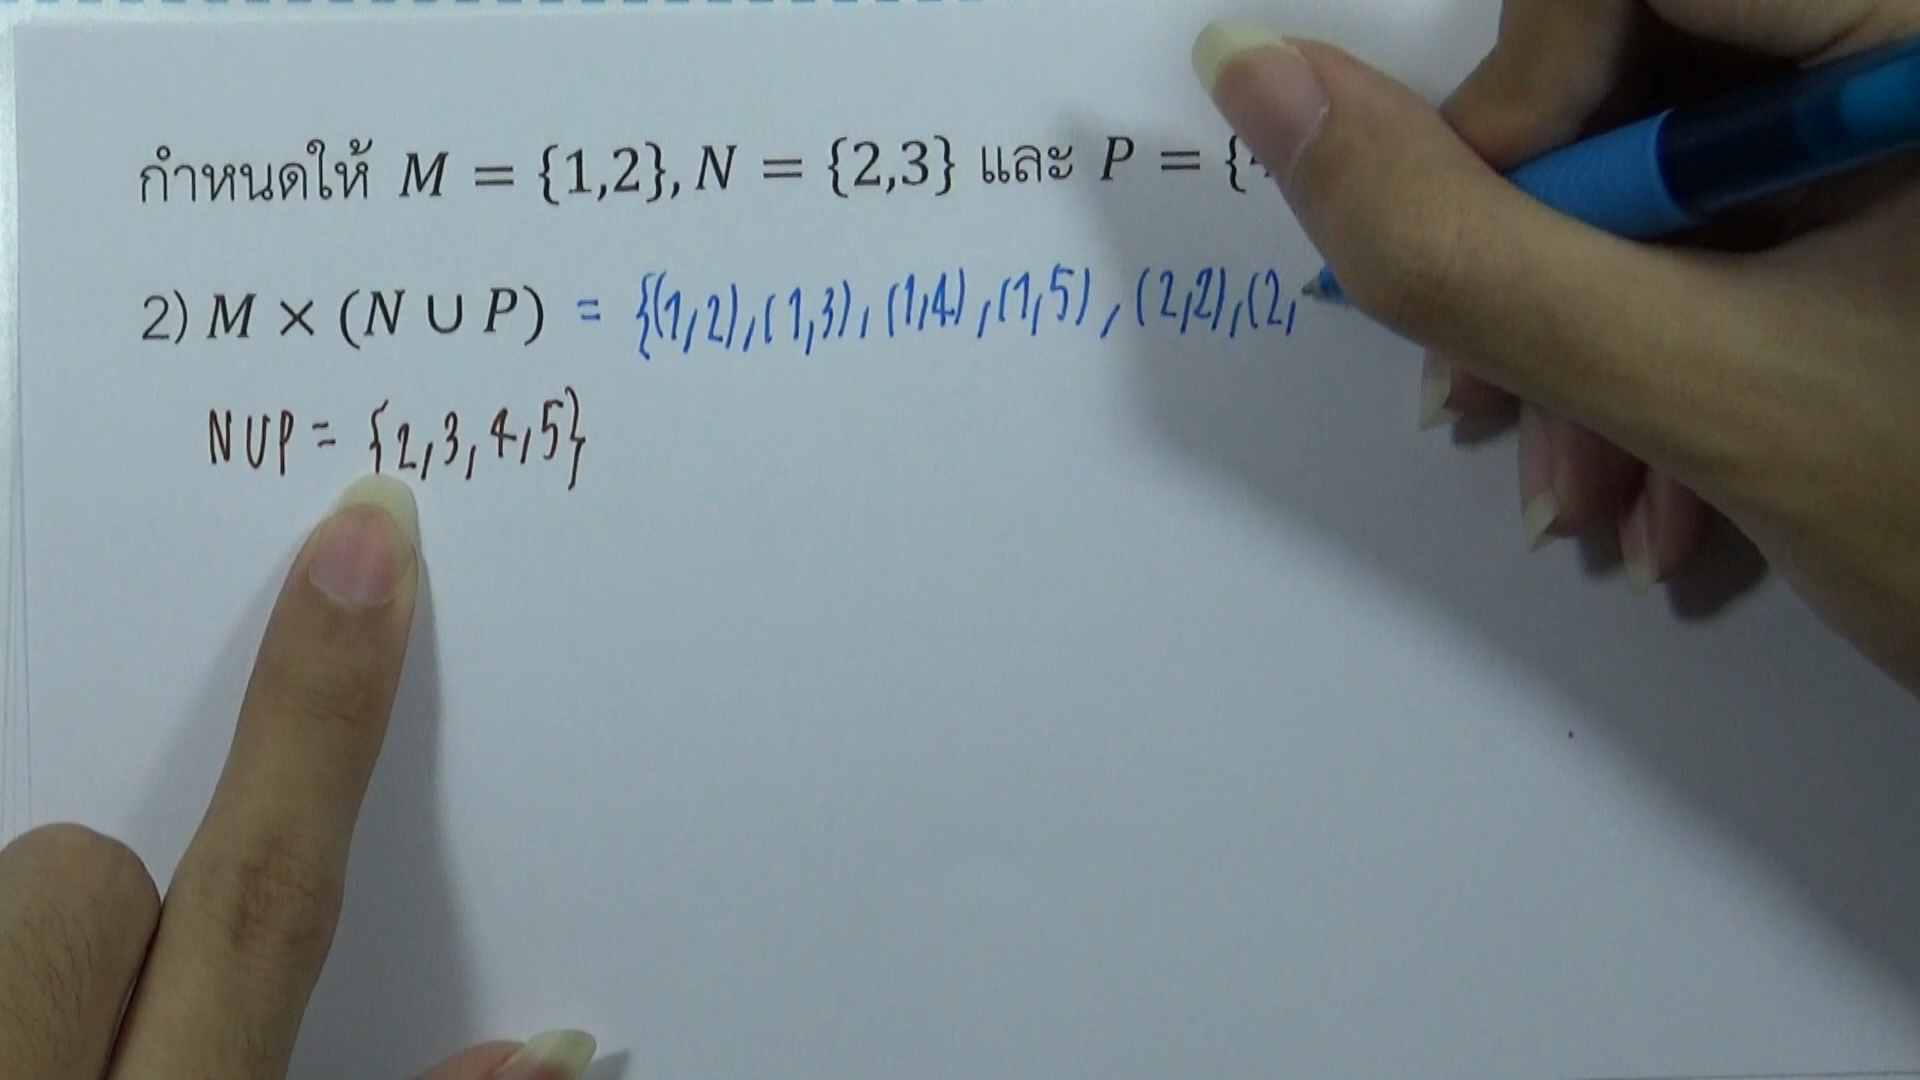 กำหนดให้ M = {1,2}, N = {2,3} และ P = {
2) M × (N ∪ P) = {(1,2),(1,3),(1,4),(1,5),(2,2),(2,
N∪P = {2,3,4,5}